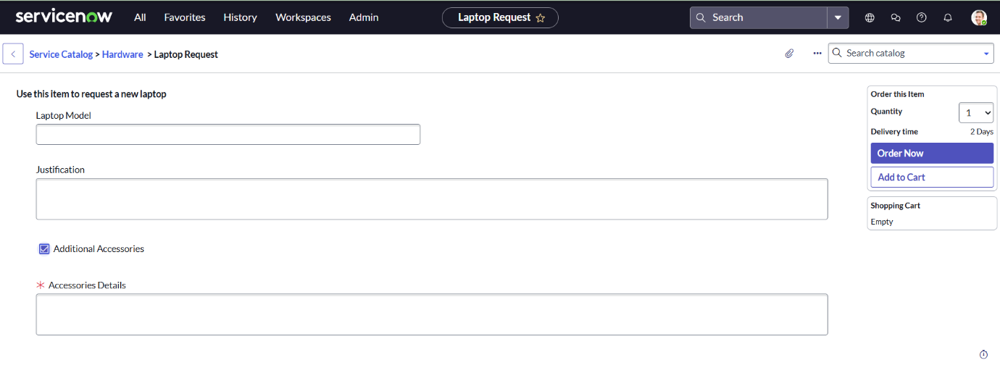 servicenow All Favorites History Workspaces Admin Laptop Request Search
Service Catalog > Hardware > Laptop Request Search catalog
Use this item to request a new laptop
Laptop Model
Justification
Additional Accessories
* Accessories Details
Order this Item
Quantity 1
Delivery time 2 Days
Order Now
Add to Cart
Shopping Cart
Empty